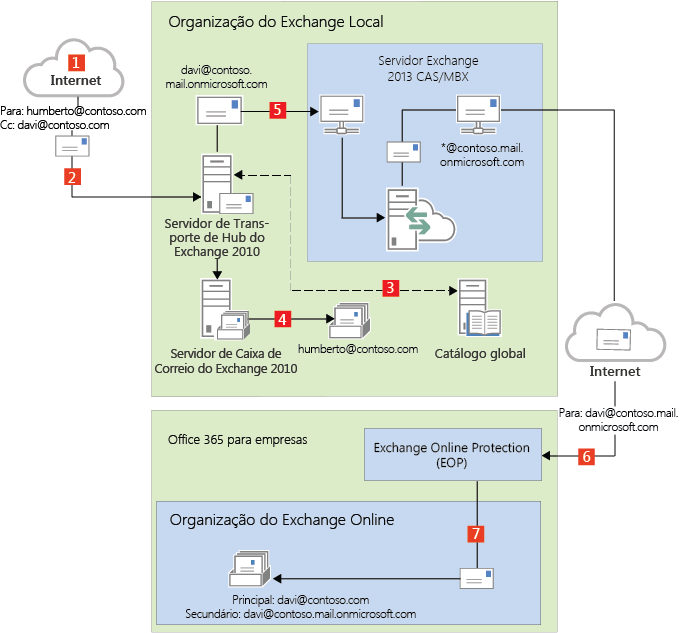 Organização do Exchange Local
1
Internet
Para: humberto@contoso.com
Cc: davi@contoso.com
2
davi@contoso.
mail.onmicrosoft.com
5
Servidor Exchange
2013 CAS/MBX
*@contoso.mail.
onmicrosoft.com
Servidor de Trans-
porte de Hub do
Exchange 2010
3
4
Servidor de Caixa de
Correio do Exchange 2010
humberto@contoso.com
Catálogo global
Internet
Para: davi@contoso.mail.
onmicrosoft.com
6
Office 365 para empresas
Exchange Online Protection
(EOP)
7
Organização do Exchange Online
Principal: davi@contoso.com
Secundário: davi@contoso.mail.onmicrosoft.com